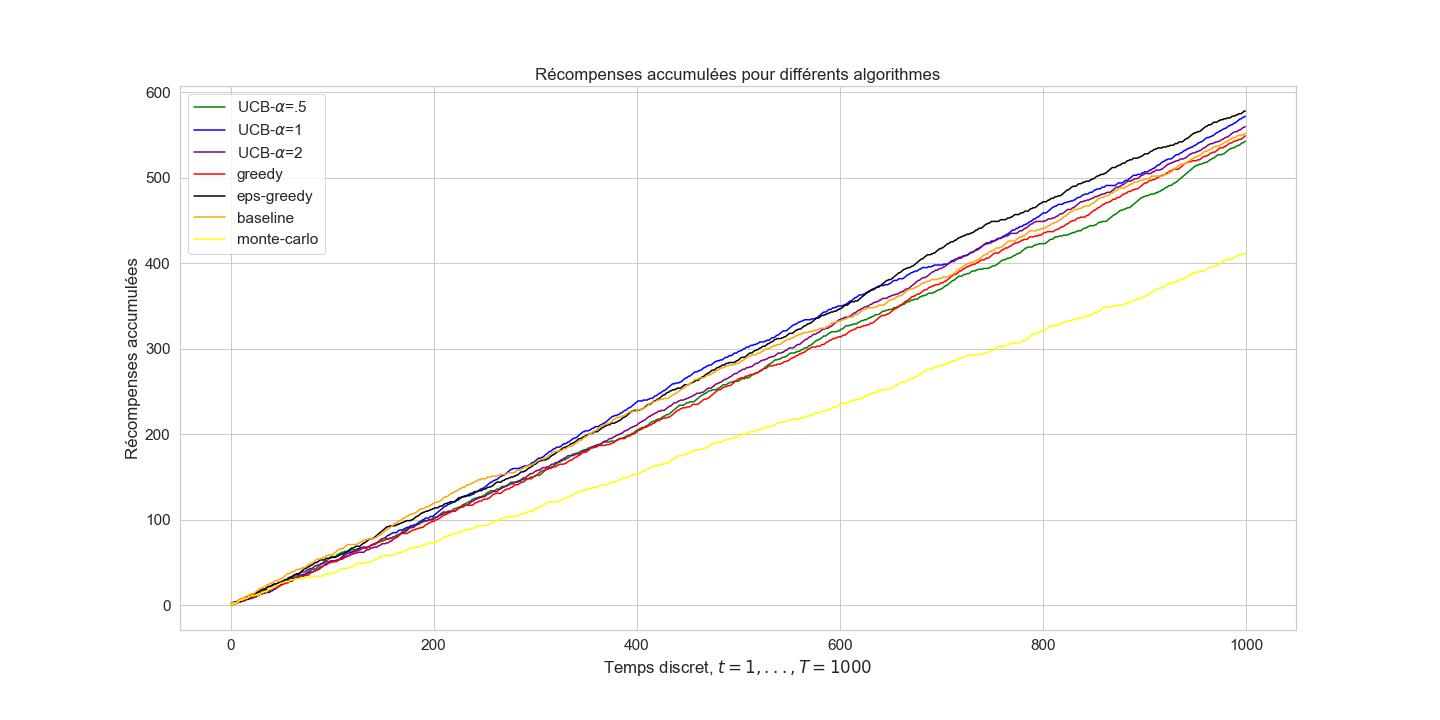 Récompenses accumulées pour différents algorithmes
600
500
400
300
200
100
0
Récompenses accumulées
UCB-α=.5
UCB-α=1
UCB-α=2
greedy
eps-greedy
baseline
monte-carlo
0 200 400 600 800 1000
Temps discret, t = 1, . . . , T = 1000